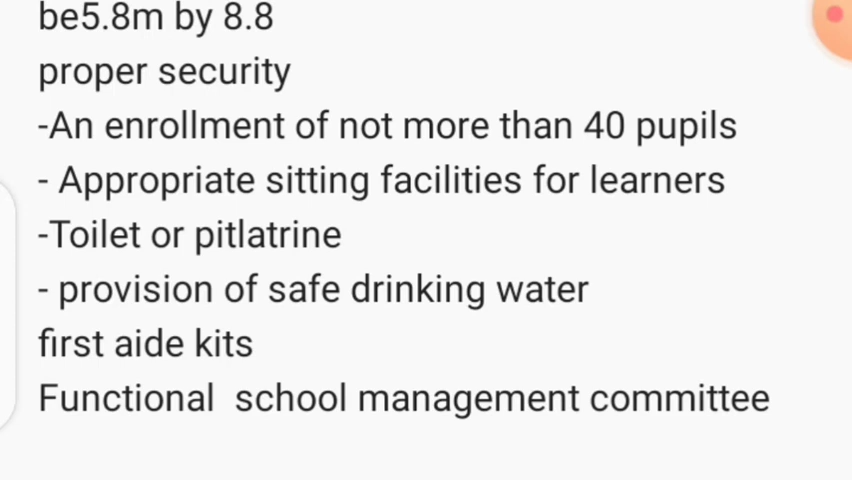 be5.8m by 8.8
proper security
-An enrollment of not more than 40 pupils
- Appropriate sitting facilities for learners
-Toilet or pitlatrine
- provision of safe drinking water
first aide kits
Functional  school management committee